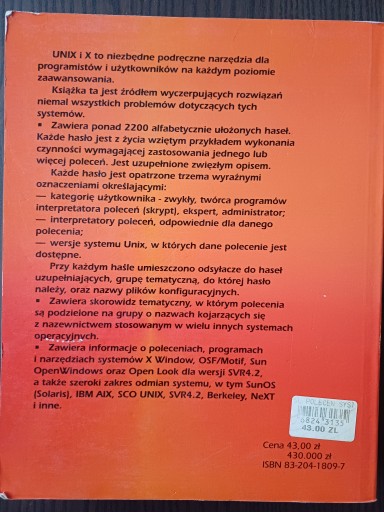 UNIX i X to niezbędne podręczne narzędzia dla
programistów i użytkowników na każdym poziomie
zaawansowania.
Książka ta jest źródłem wyczerpujących rozwiązań
niemal wszystkich problemów dotyczących tych
systemów.
▪ Zawiera ponad 2200 alfabetycznie ułożonych haseł.
Każde hasło jest z życia wziętym przykładem wykonania
czynności wymagającej zastosowania jednego lub
więcej poleceń. Jest uzupełnione zwięzłym opisem.
Każde hasło jest opatrzone trzema wyraźnymi
oznaczeniami określającymi:
— kategorię użytkownika - zwykły, twórca programów
interpretatora poleceń (skrypt), ekspert, administrator;
— interpretatory poleceń, odpowiednie dla danego
polecenia;
— wersje systemu Unix, w których dane polecenie jest
dostępne.
Przy każdym haśle umieszczono odsyłacze do haseł
uzupełniających, grupę tematyczną, do której hasło
należy, oraz nazwy plików konfiguracyjnych.
▪ Zawiera skorowidz tematyczny, w którym polecenia
są podzielone na grupy o nazwach kojarzących się
z nazewnictwem stosowanym w wielu innych systemach
operacyjnych.
▪ Zawiera informacje o poleceniach, programach
i narzędziach systemów X Window, OSF/Motif, Sun
OpenWindows oraz Open Look dla wersji SVR4.2,
a także szeroki zakres odmian systemu, w tym SunOS
(Solaris), IBM AIX, SCO UNIX, SVR4.2, Berkeley, NeXT
i inne.
43.00 ZŁ
Cena 43,00 zł
430.000 zł
ISBN 83-204-1809-7